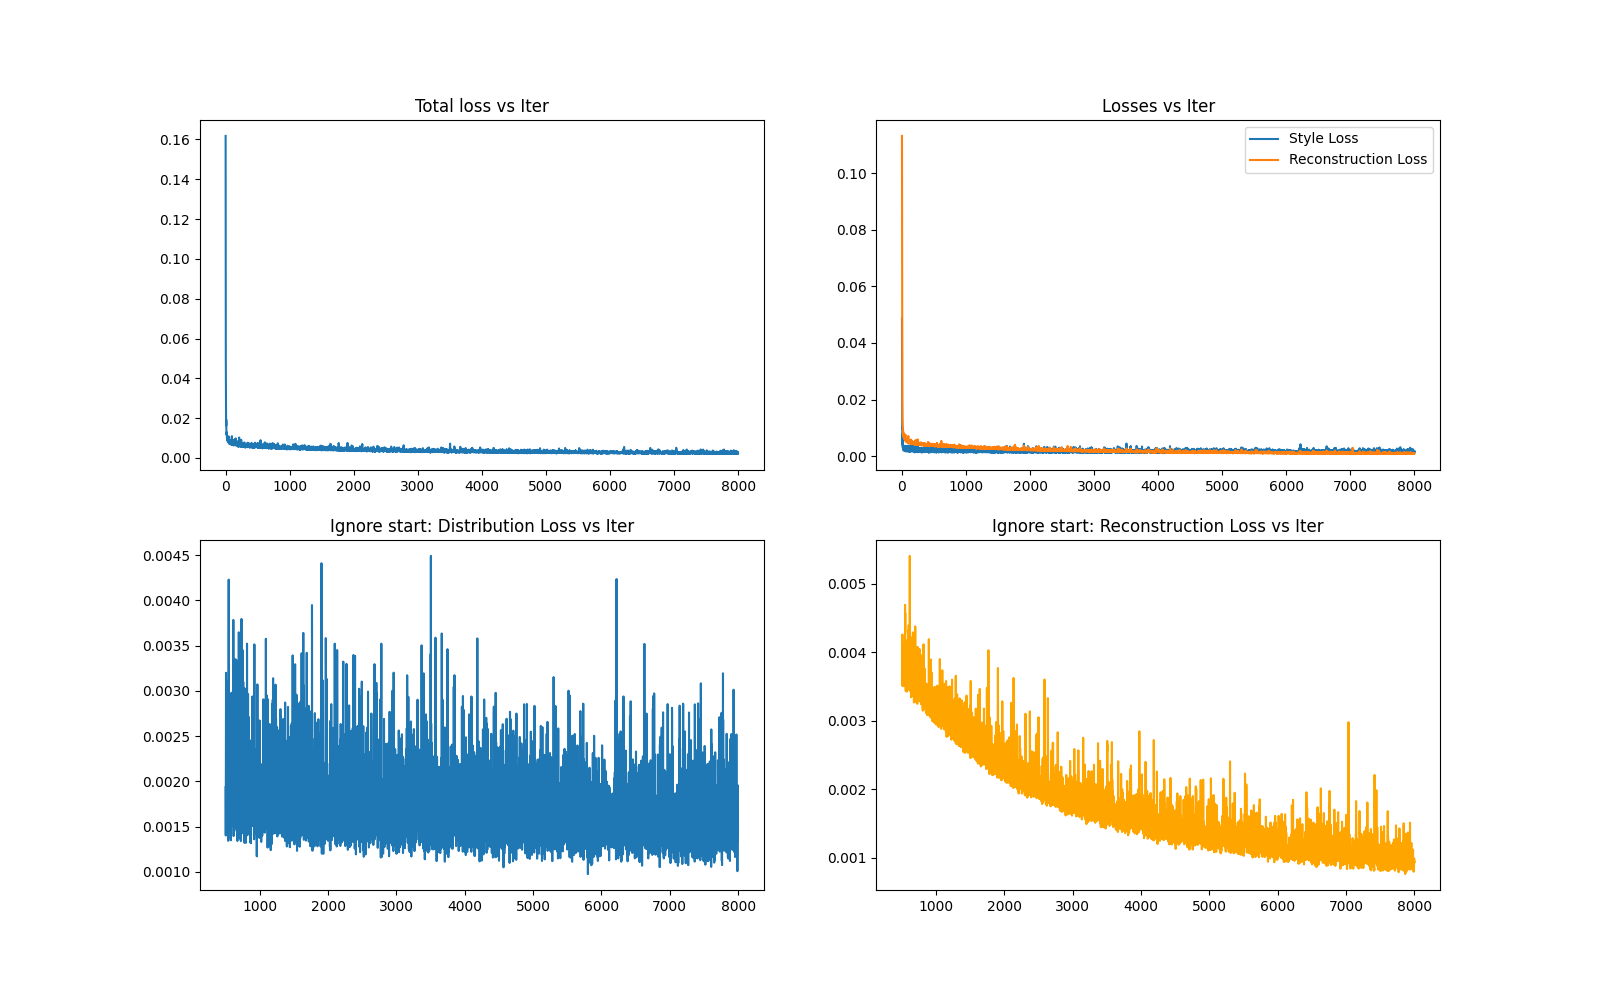 Total loss vs Iter
0.16
0.14
0.12
0.10
0.08
0.06
0.04
0.02
0.00
0 1000 2000 3000 4000 5000 6000 7000 8000
Losses vs Iter
Style Loss
Reconstruction Loss
0.10
0.08
0.06
0.04
0.02
0.00
0 1000 2000 3000 4000 5000 6000 7000 8000
Ignore start: Distribution Loss vs Iter
0.0045
0.0040
0.0035
0.0030
0.0025
0.0020
0.0015
0.0010
1000 2000 3000 4000 5000 6000 7000 8000
Ignore start: Reconstruction Loss vs Iter
0.005
0.004
0.003
0.002
0.001
1000 2000 3000 4000 5000 6000 7000 8000